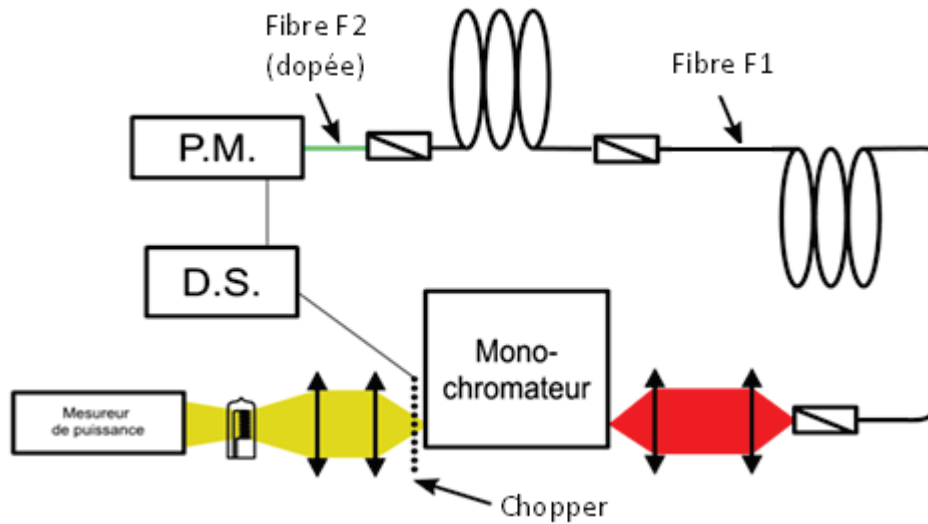 Fibre F2
(dopée)
Fibre F1
P.M.
D.S.
Mono-
chromateur
Mesureur
de puissance
Chopper